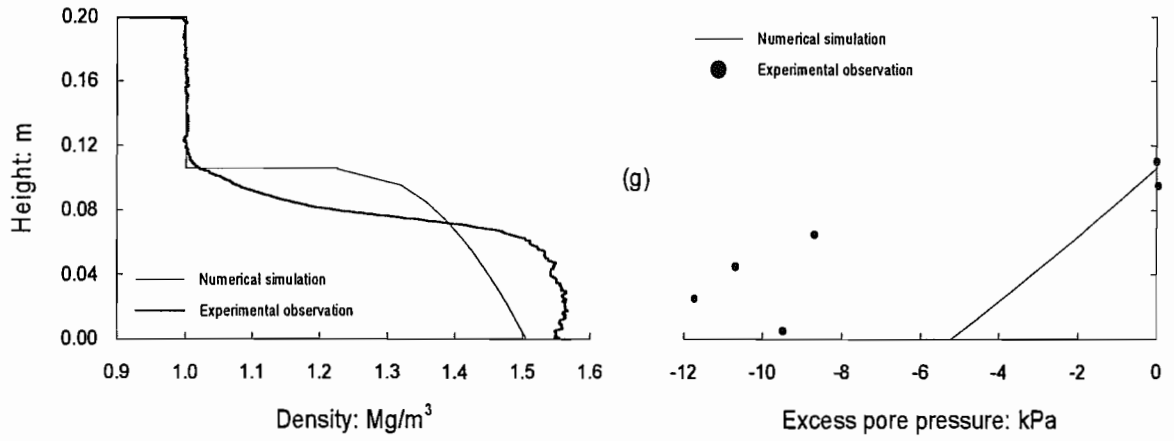 0.20
0.16
0.12
0.08
0.04
0.00
Height: m
Numerical simulation
Experimental observation
0.9 1.0 1.1 1.2 1.3 1.4 1.5 1.6
Density: Mg/m³
(g)
Numerical simulation
Experimental observation
-12 -10 -8 -6 -4 -2 0
Excess pore pressure: kPa